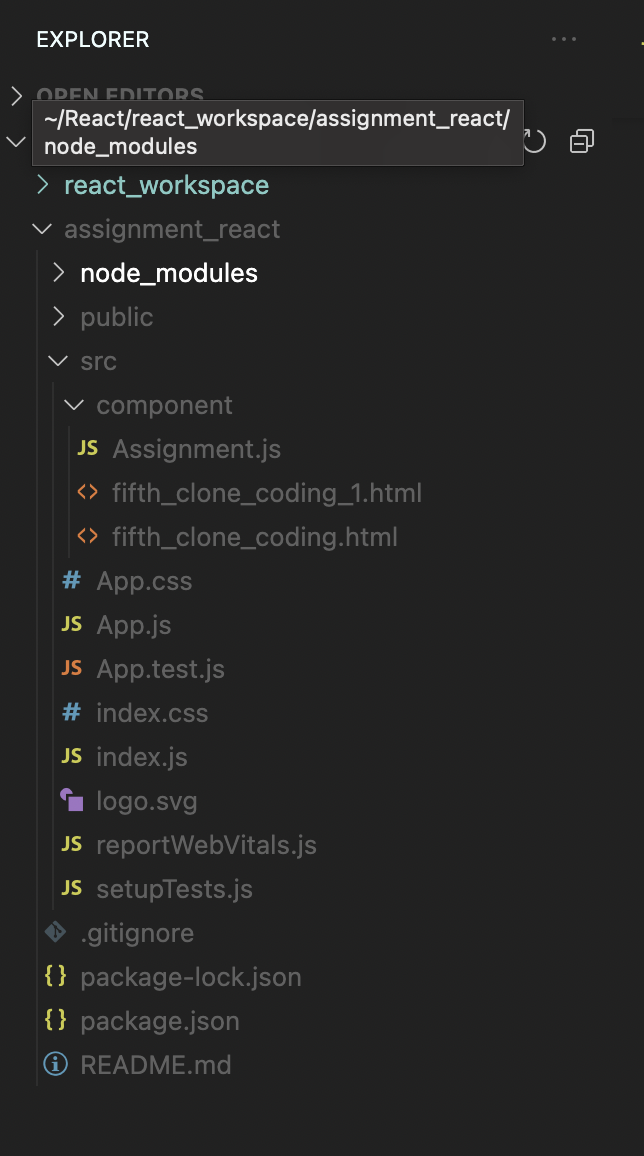 EXPLORER
OPEN EDITORS
~/React/react_workspace/assignment_react/
node_modules
react_workspace
assignment_react
node_modules
public
src
component
JS Assignment.js
<> fifth_clone_coding_1.html
<> fifth_clone_coding.html
# App.css
JS App.js
JS App.test.js
# index.css
JS index.js
logo.svg
JS reportWebVitals.js
JS setupTests.js
.gitignore
{} package-lock.json
{} package.json
README.md